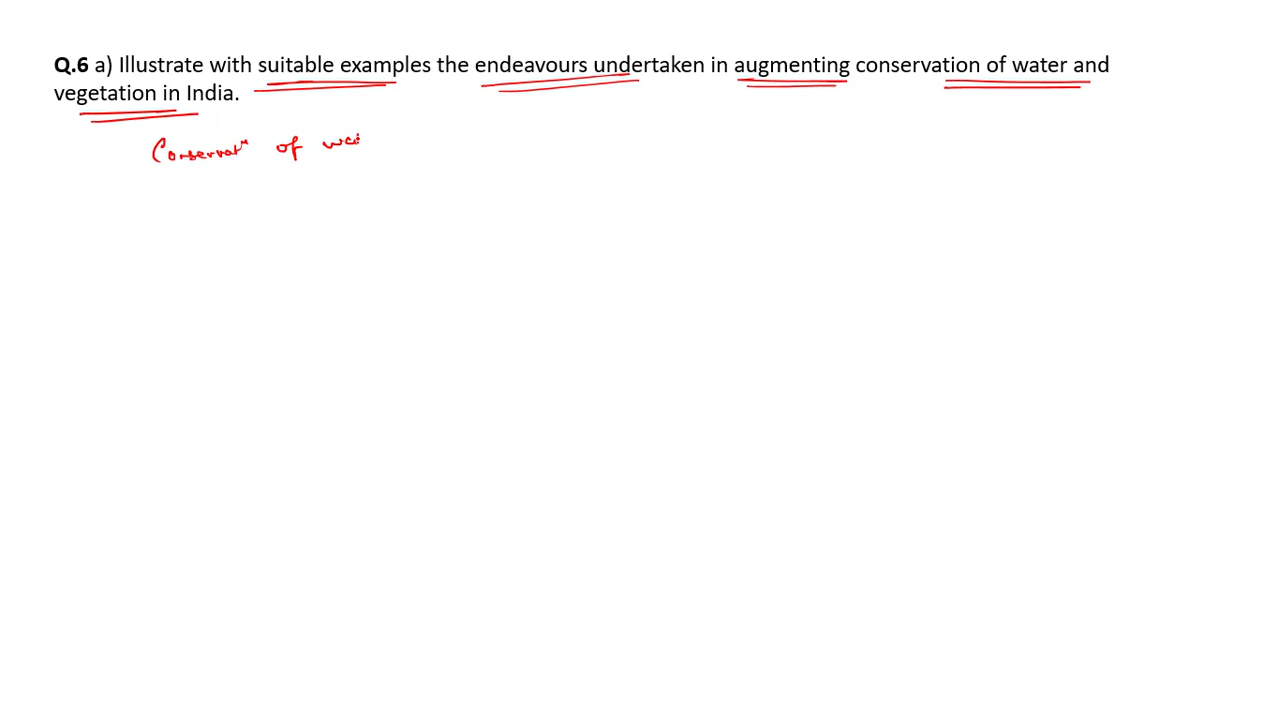 Q.6 a) Illustrate with suitable examples the endeavours undertaken in augmenting conservation of water and
vegetation in India.
Conservatⁿ of wat